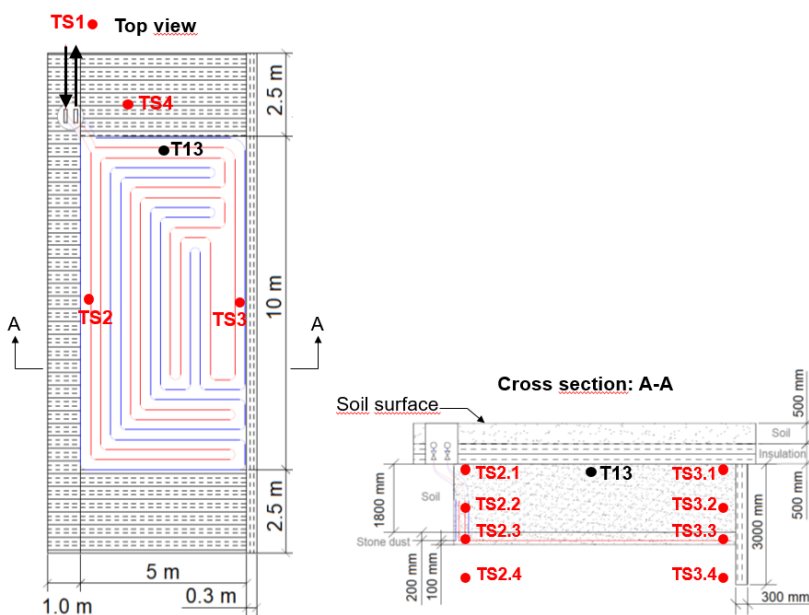 TS1
Top view
TS4
T13
2.5 m
TS2
TS3
10 m
A
A
2.5 m
5 m
1.0 m
0.3 m
Cross section: A-A
Soil surface
500 mm
Soil
Insulation
TS2.1
T13
TS3.1
500 mm
1800 mm
Soil
TS2.2
TS3.2
3000 mm
TS2.3
TS3.3
Stone dust
200 mm
100 mm
TS2.4
TS3.4
300 mm